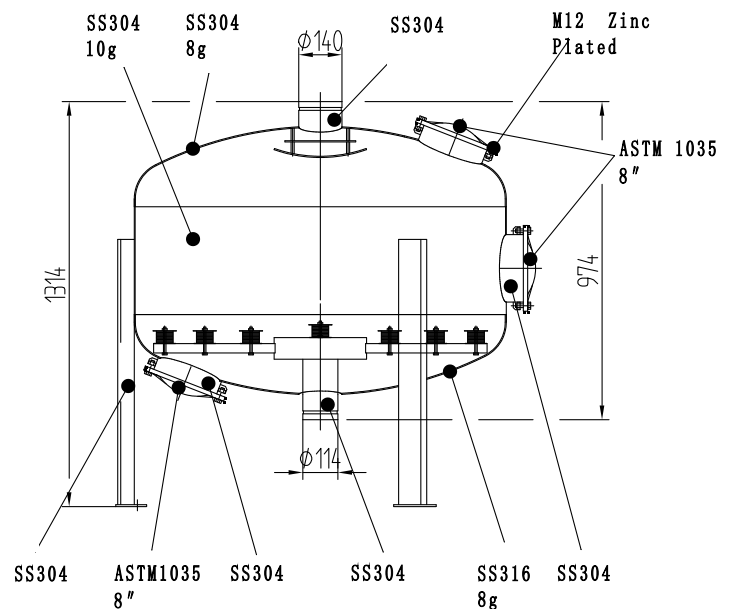 SS304
10g
SS304
8g
Ø140
SS304
M12 Zinc
Plated
ASTM 1035
8"
1314
974
Ø114
SS304
ASTM1035
8"
SS304
SS304
SS316
8g
SS304